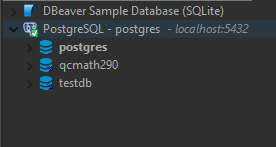 DBeaver Sample Database (SQLite)
PostgreSQL - postgres - localhost:5432
postgres
qcmath290
testdb